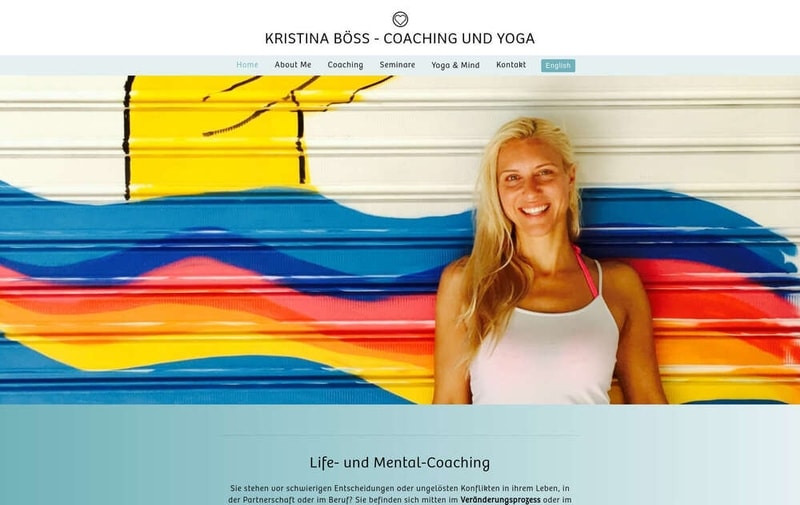 KRISTINA BÖSS - COACHING UND YOGA
Home About Me Coaching Seminare Yoga & Mind Kontakt English
Life- und Mental-Coaching
Sie stehen vor schwierigen Entscheidungen oder ungelösten Konflikten in ihrem Leben, in
der Partnerschaft oder im Beruf? Sie befinden sich mitten im Veränderungsprozess oder im